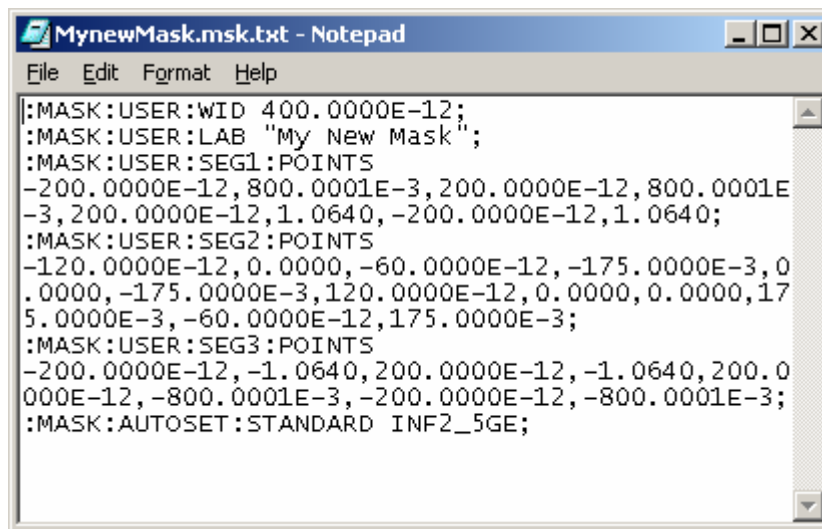 MynewMask.msk.txt - Notepad
File Edit Format Help
:MASK:USER:WID 400.0000E-12;
:MASK:USER:LAB "My New Mask";
:MASK:USER:SEG1:POINTS
-200.0000E-12,800.0001E-3,200.0000E-12,800.0001E
-3,200.0000E-12,1.0640,-200.0000E-12,1.0640;
:MASK:USER:SEG2:POINTS
-120.0000E-12,0.0000,-60.0000E-12,-175.0000E-3,0
.0000,-175.0000E-3,120.0000E-12,0.0000,0.0000,17
5.0000E-3,-60.0000E-12,175.0000E-3;
:MASK:USER:SEG3:POINTS
-200.0000E-12,-1.0640,200.0000E-12,-1.0640,200.0
000E-12,-800.0001E-3,-200.0000E-12,-800.0001E-3;
:MASK:AUTOSET:STANDARD INF2_5GE;